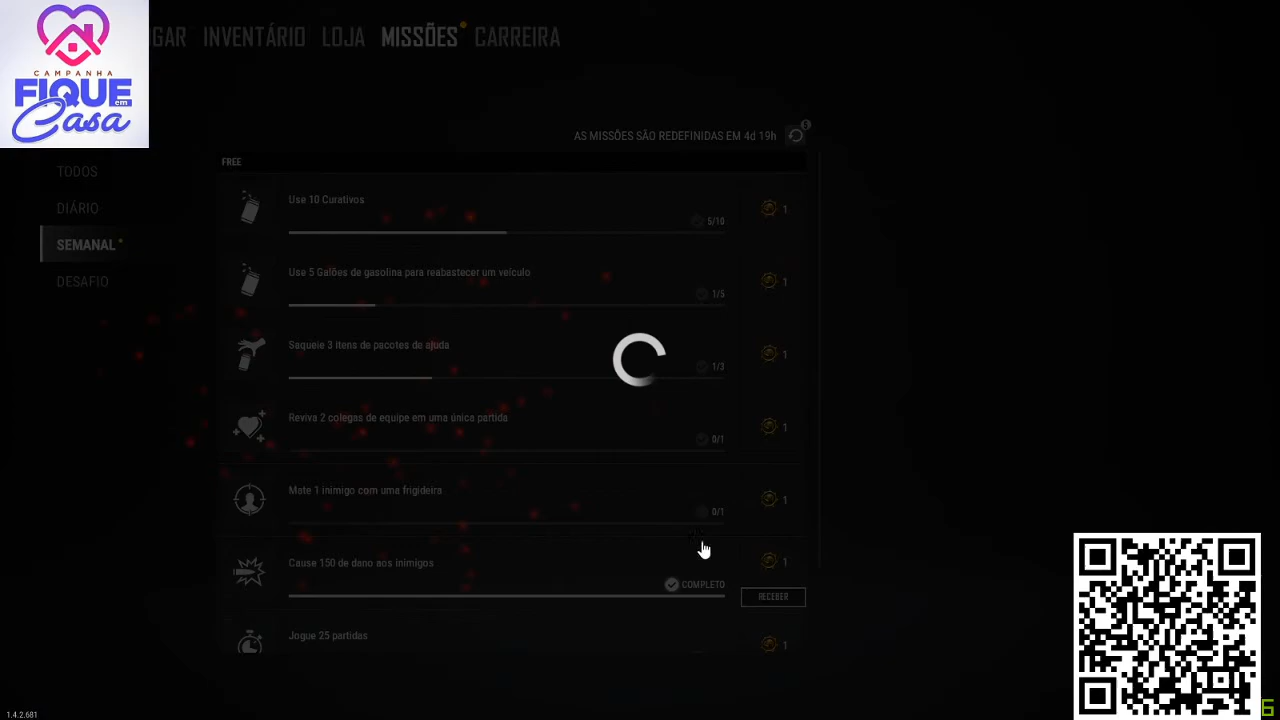 GAR INVENTÁRIO LOJA MISSÕES CARREIRA
CAMPANHA
FIQUE em
Casa
AS MISSÕES SÃO REDEFINIDAS EM 4d 19h
TODOS
DIÁRIO
SEMANAL
DESAFIO
FREE
Use 10 Curativos
5/10
1
Use 5 Galões de gasolina para reabastecer um veículo
1/5
1
Saqueie 3 itens de pacotes de ajuda
1/3
1
Reviva 2 colegas de equipe em uma única partida
0/1
1
Mate 1 inimigo com uma frigideira
0/1
1
Cause 150 de dano aos inimigos
COMPLETO
1
RECEBER
Jogue 25 partidas
1
1.4.2.681
6